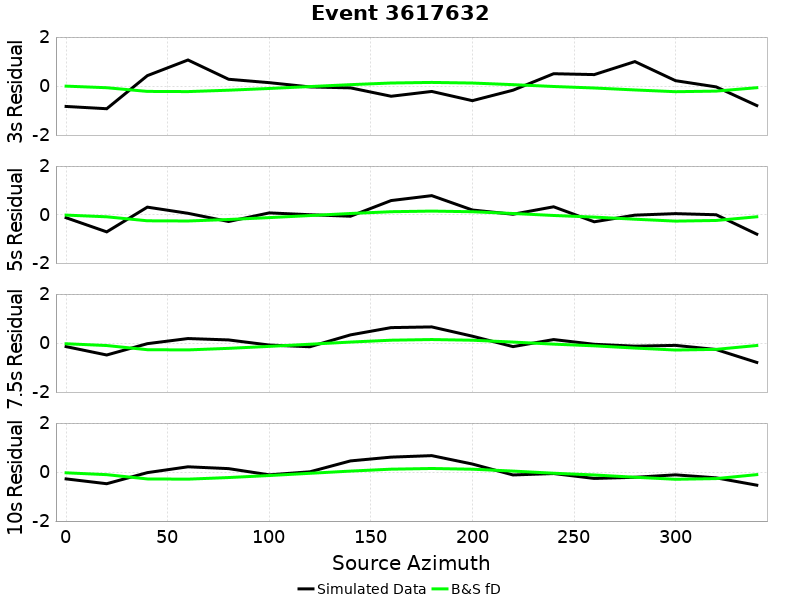 Event 3617632
3s Residual
2
0
-2
5s Residual
2
0
-2
7.5s Residual
2
0
-2
10s Residual
2
0
-2
0 50 100 150 200 250 300
Source Azimuth
Simulated Data B&S fD